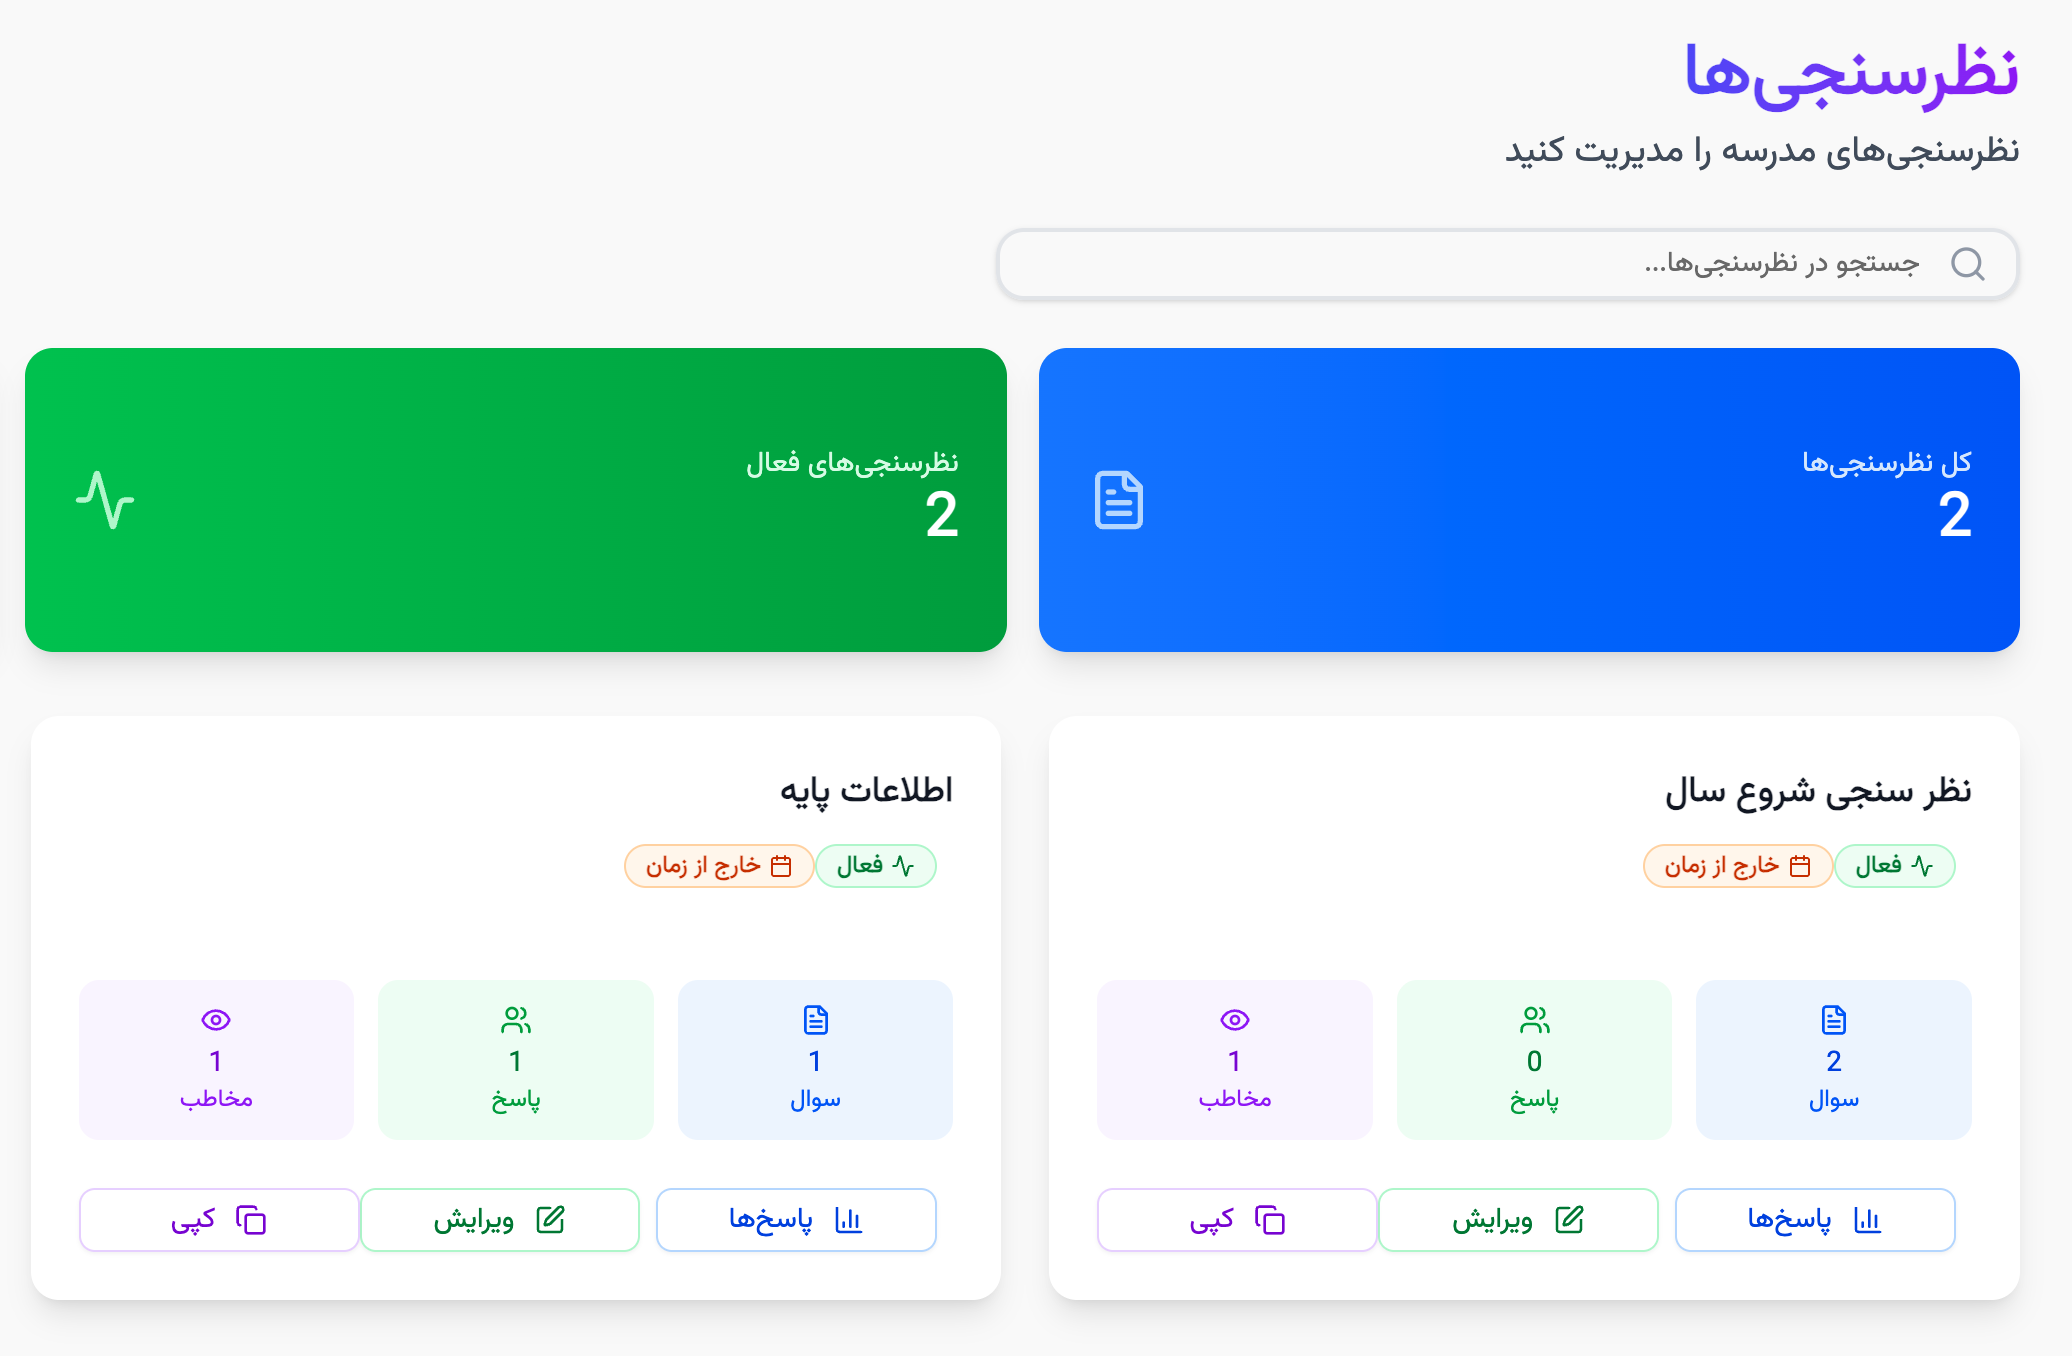 نظرسنجی‌ها
نظرسنجی‌های مدرسه را مدیریت کنید
جستجو در نظرسنجی‌ها...
کل نظرسنجی‌ها
2
نظرسنجی‌های فعال
2
نظر سنجی شروع سال
فعال
خارج از زمان
2
سوال
0
پاسخ
1
مخاطب
پاسخ‌ها
ویرایش
کپی
اطلاعات پایه
فعال
خارج از زمان
1
سوال
1
پاسخ
1
مخاطب
پاسخ‌ها
ویرایش
کپی